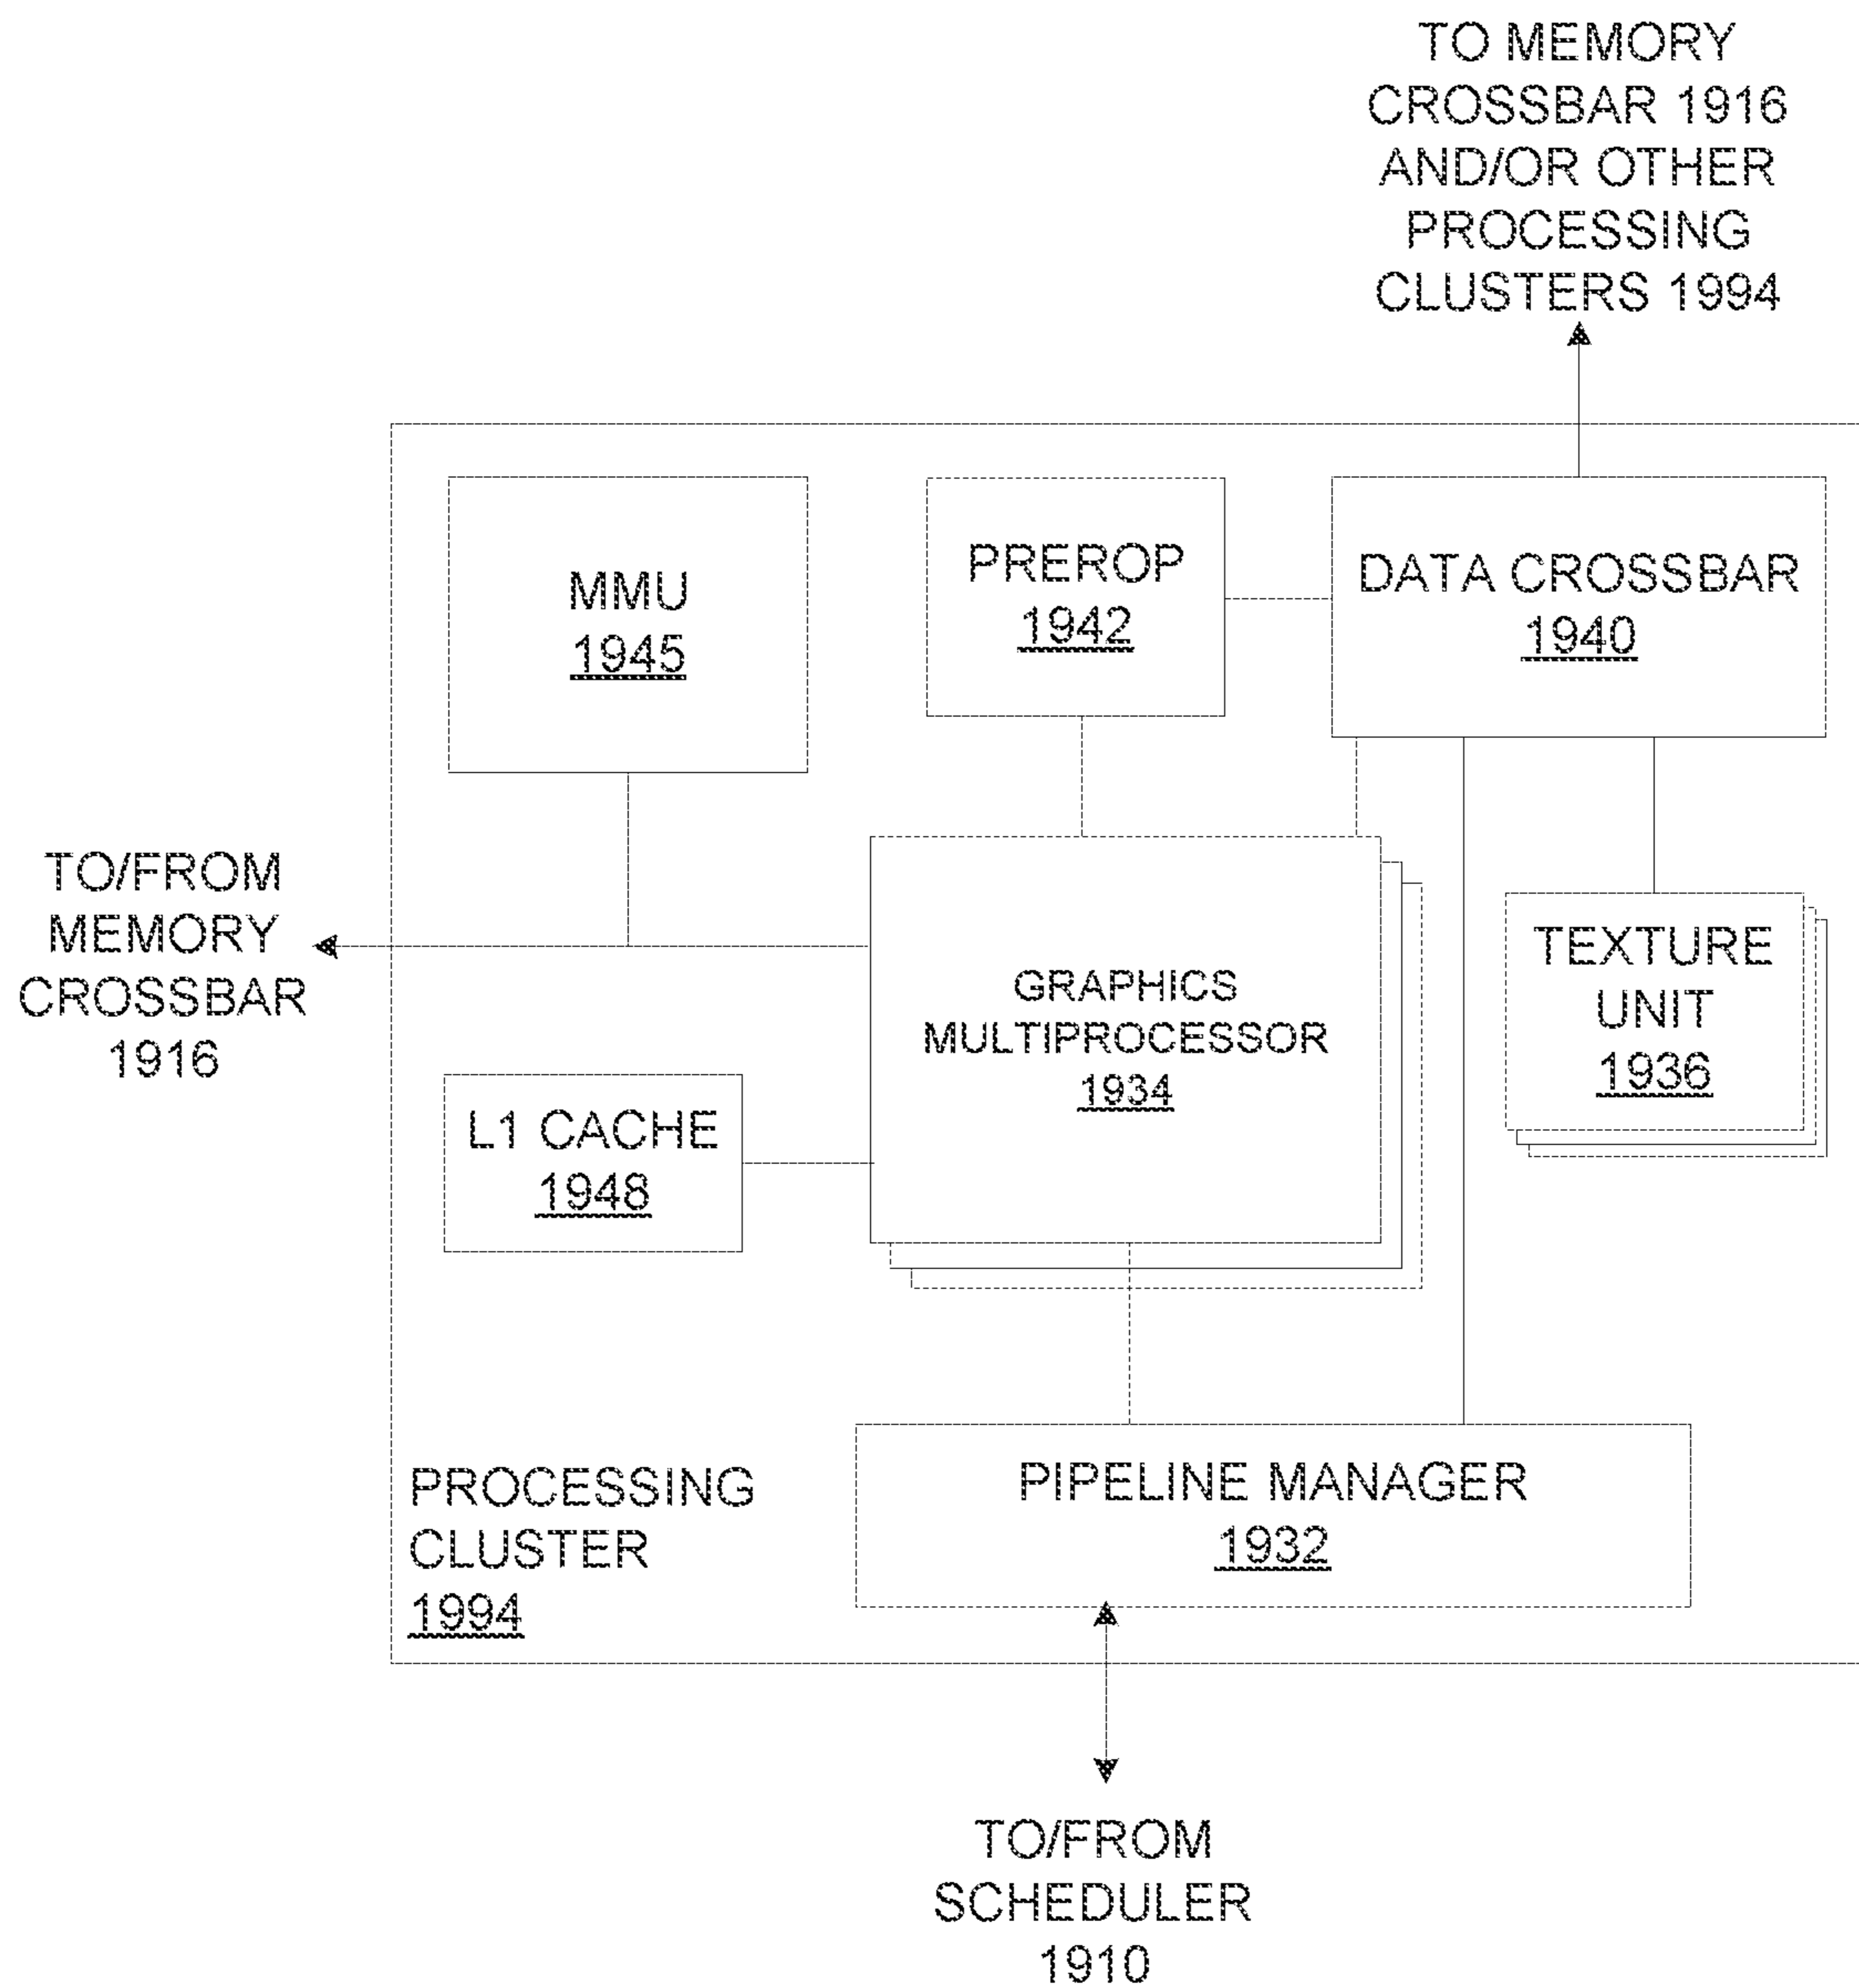 TO MEMORY
CROSSBAR 1916
AND/OR OTHER
PROCESSING
CLUSTERS 1994
MMU
1945
PREROP
1942
DATA CROSSBAR
1940
TO/FROM
MEMORY
CROSSBAR
1916
GRAPHICS
MULTIPROCESSOR
1934
TEXTURE
UNIT
1936
L1 CACHE
1948
PROCESSING
CLUSTER
1994
PIPELINE MANAGER
1932
TO/FROM
SCHEDULER
1910